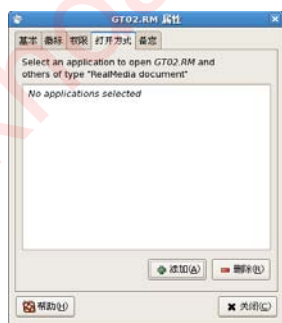 GT02.RM 属性
基本 徽标 权限 打开方式 备忘
Select an application to open GT02.RM and
others of type "RealMedia document"
No applications selected
添加(A) 删除(R)
帮助(H) 关闭(C)